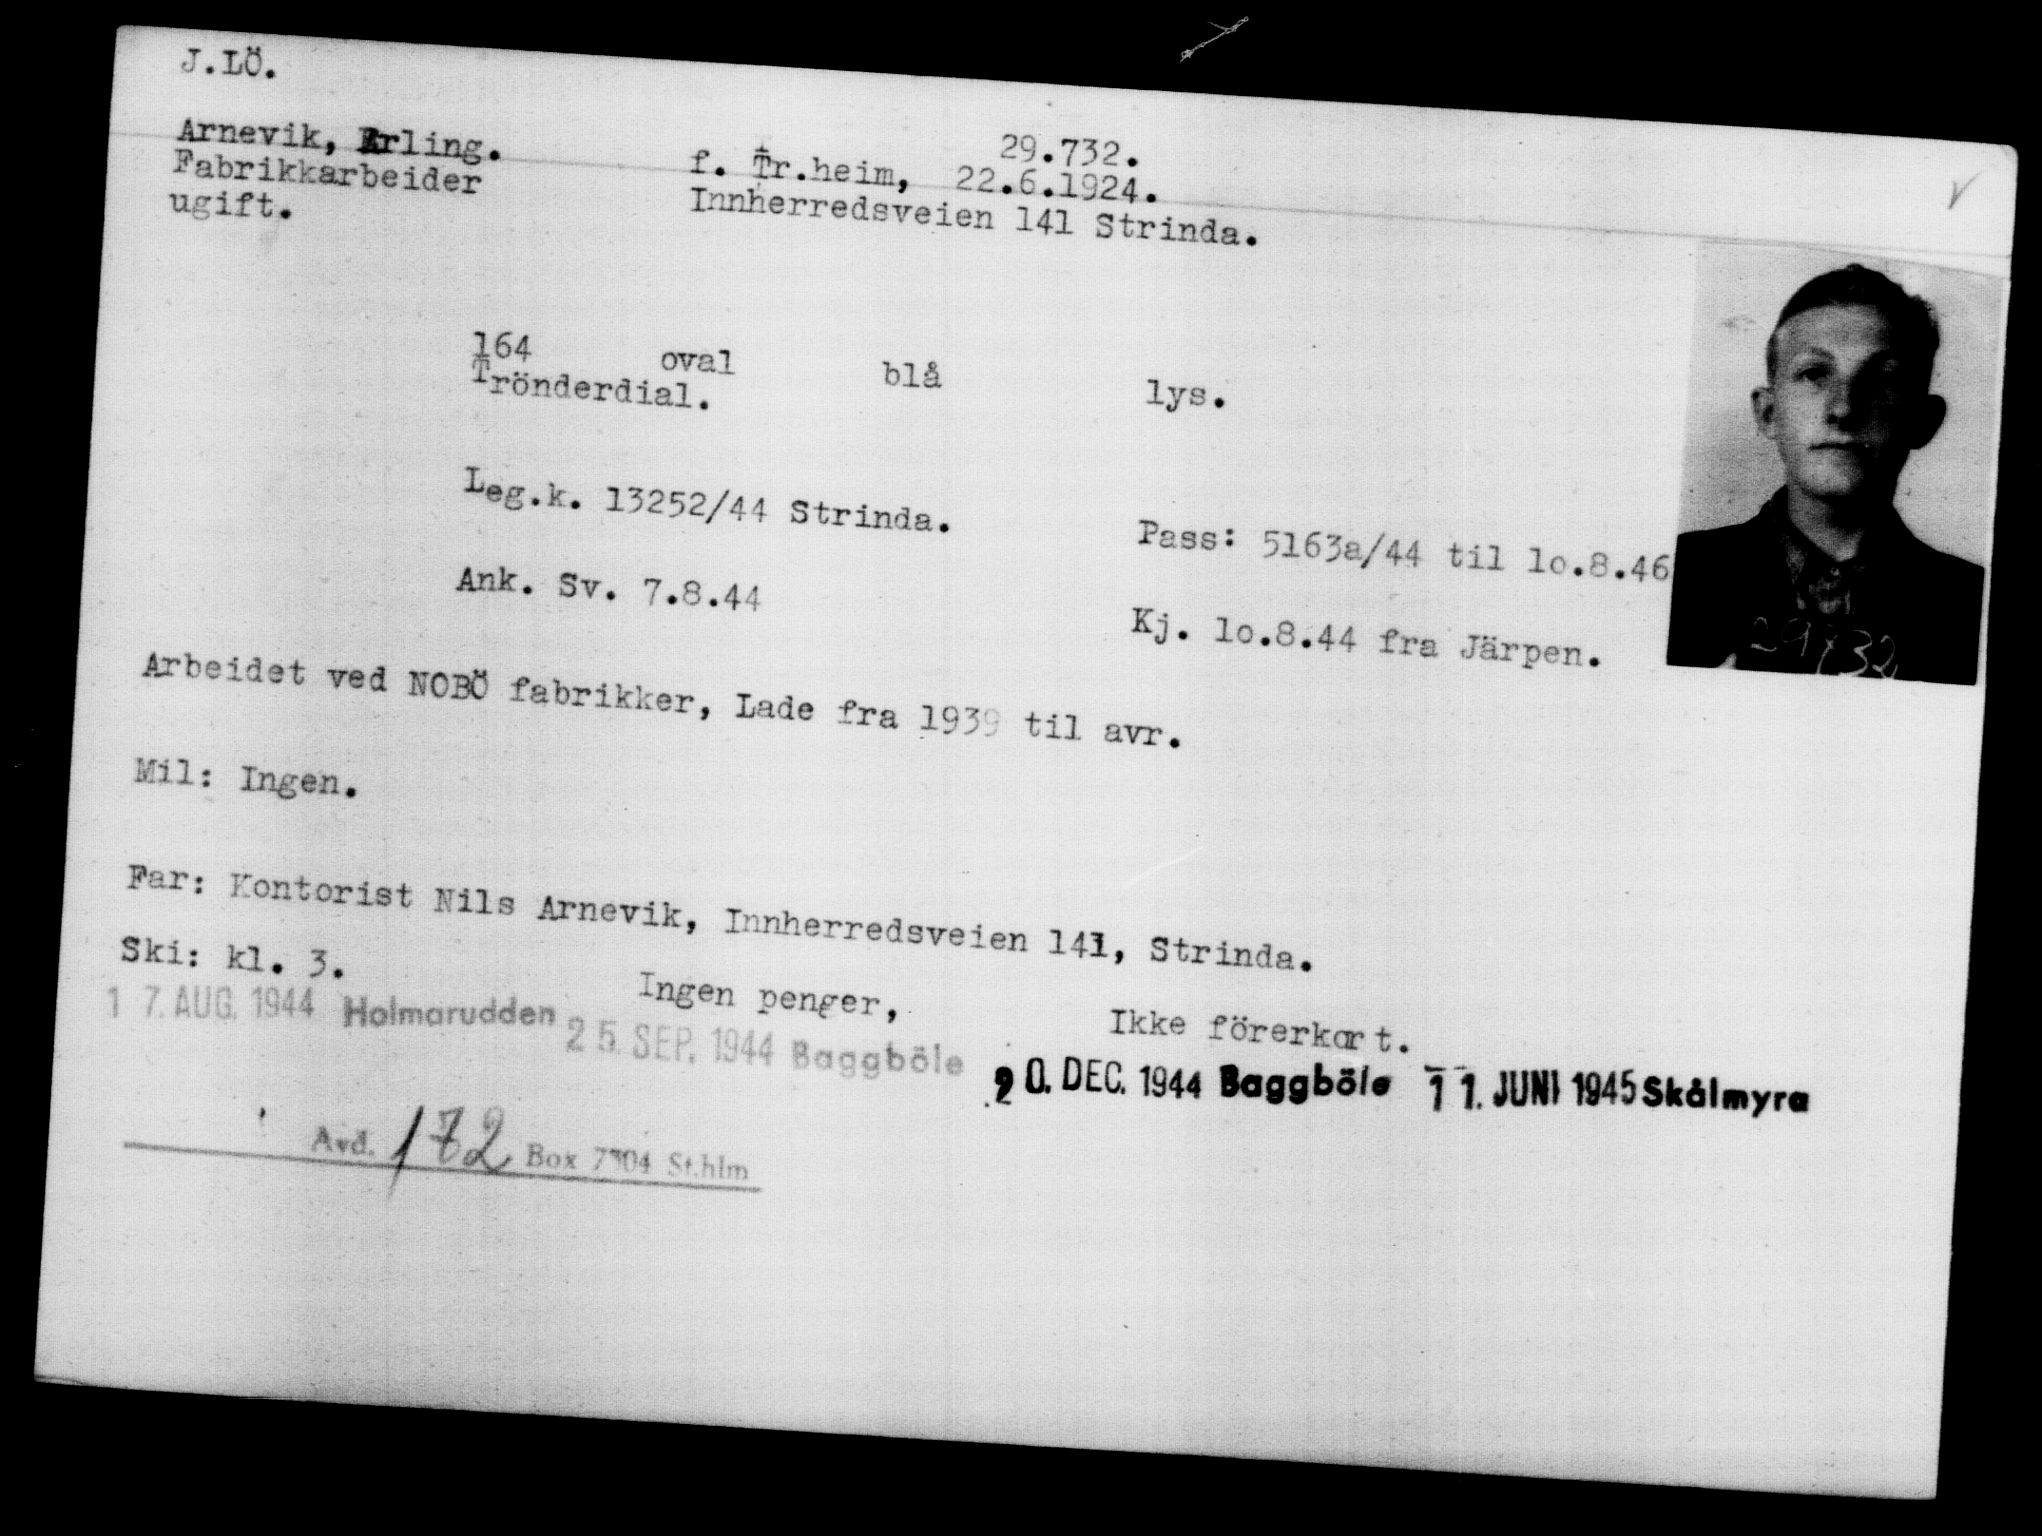 J.LÖ.
Arnevik, Erling. 29.732.
Fabrikkarbeider f. Tr.heim, 22.6.1924.
ugift. Innherredsveien 141 Strinda.
164 oval blå lys.
Trönderdial.
Leg.k. 13252/44 Strinda. Pass: 5163a/44 til lo.8.46
Ank. Sv. 7.8.44 Kj. lo.8.44 fra Järpen.
29732
Arbeidet ved NOBÖ fabrikker, Lade fra 1939 til avr.
Mil: Ingen.
Far: Kontorist Nils Arnevik, Innherredsveien 141, Strinda.
Ski: kl. 3. Ingen penger, Ikke förerkort.
17. AUG. 1944 Holmarudden 25. SEP. 1944 Baggböle 20. DEC. 1944 Baggböle 11. JUNI 1945 Skålmyra
Avd. 172 Box 7304 St.hlm